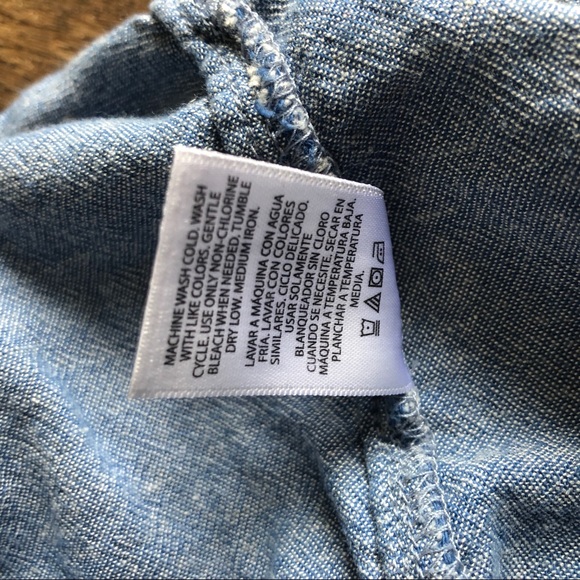 MACHINE WASH COLD. WASH
WITH LIKE COLORS. GENTLE
CYCLE. USE ONLY NON-CHLORINE
BLEACH WHEN NEEDED. TUMBLE
DRY LOW. MEDIUM IRON.
LAVAR A MÁQUINA CON AGUA
FRIA. LAVAR CON COLORES
SIMILARES. CICLO DELICADO,
USAR SOLAMENTE
BLANQUEADOR SIN CLORO
CUANDO SE NECESITE, SECAR EN
MÁQUINA A TEMPERATURA BAJA.
PLANCHAR A TEMPERATURA
MEDIA.